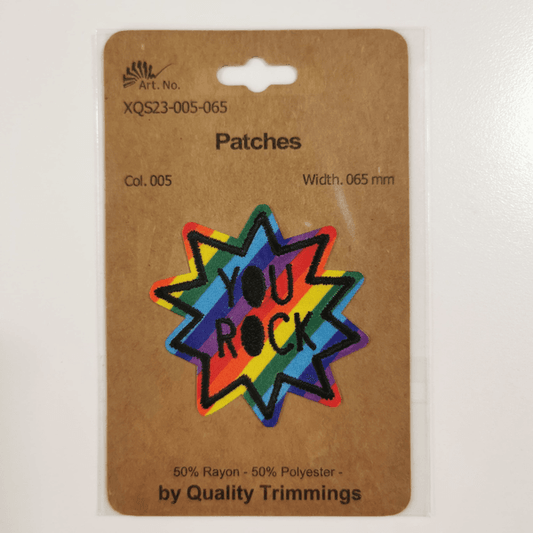 Art. No.
XQS23-005-065
Patches
Col. 005 Width. 065 mm
YOU
ROCK
50% Rayon - 50% Polyester -
by Quality Trimmings